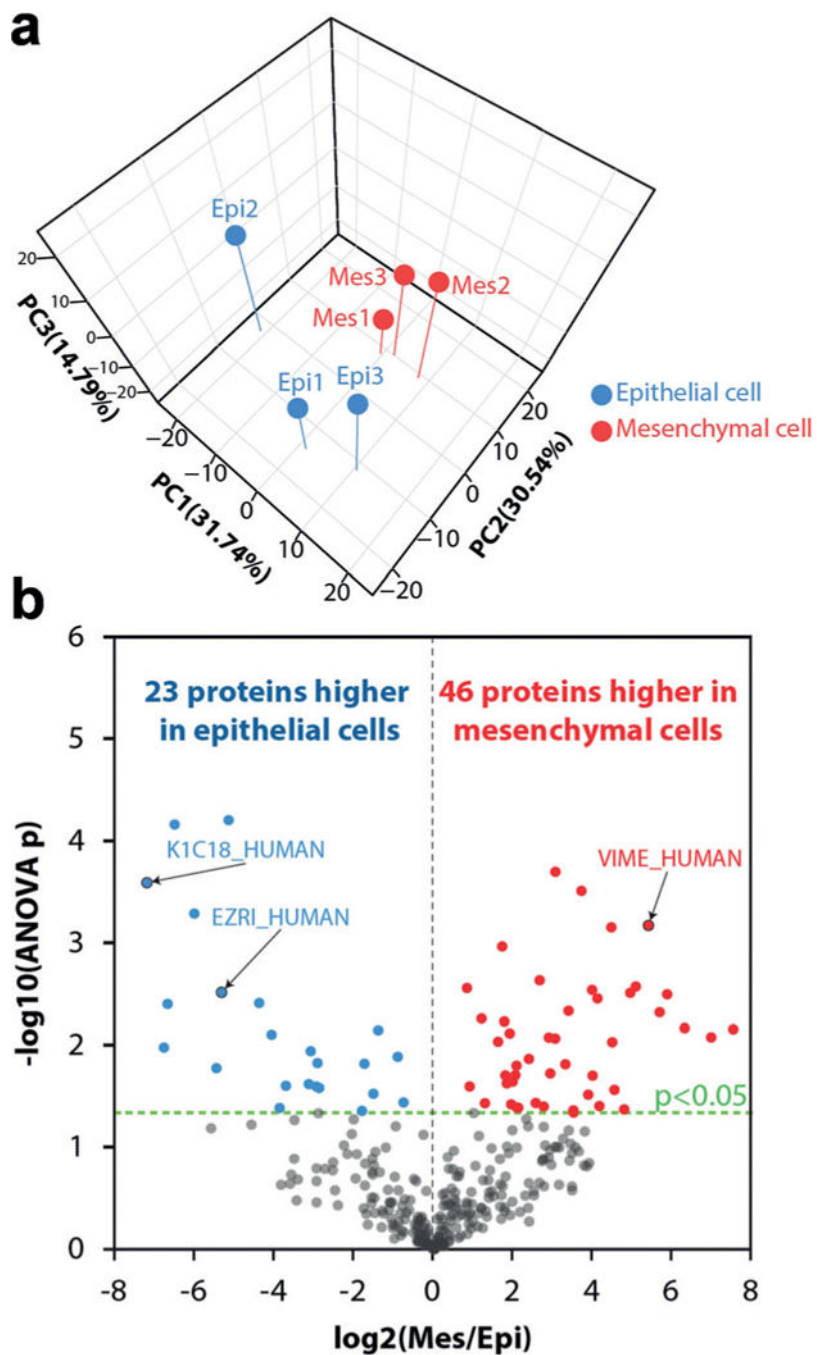 a
Epi2
Mes3
Mes2
Mes1
Epi1
Epi3
20
10
0
−10
−20
PC3(14.79%)
−20
−10
0
10
20
PC1(31.74%)
−20
−10
0
10
20
PC2(30.54%)
Epithelial cell
Mesenchymal cell
b
23 proteins higher
in epithelial cells
46 proteins higher in
mesenchymal cells
K1C18_HUMAN
EZRI_HUMAN
VIME_HUMAN
p<0.05
6
5
4
3
2
1
0
-log10(ANOVA p)
-8
-6
-4
-2
0
2
4
6
8
log2(Mes/Epi)